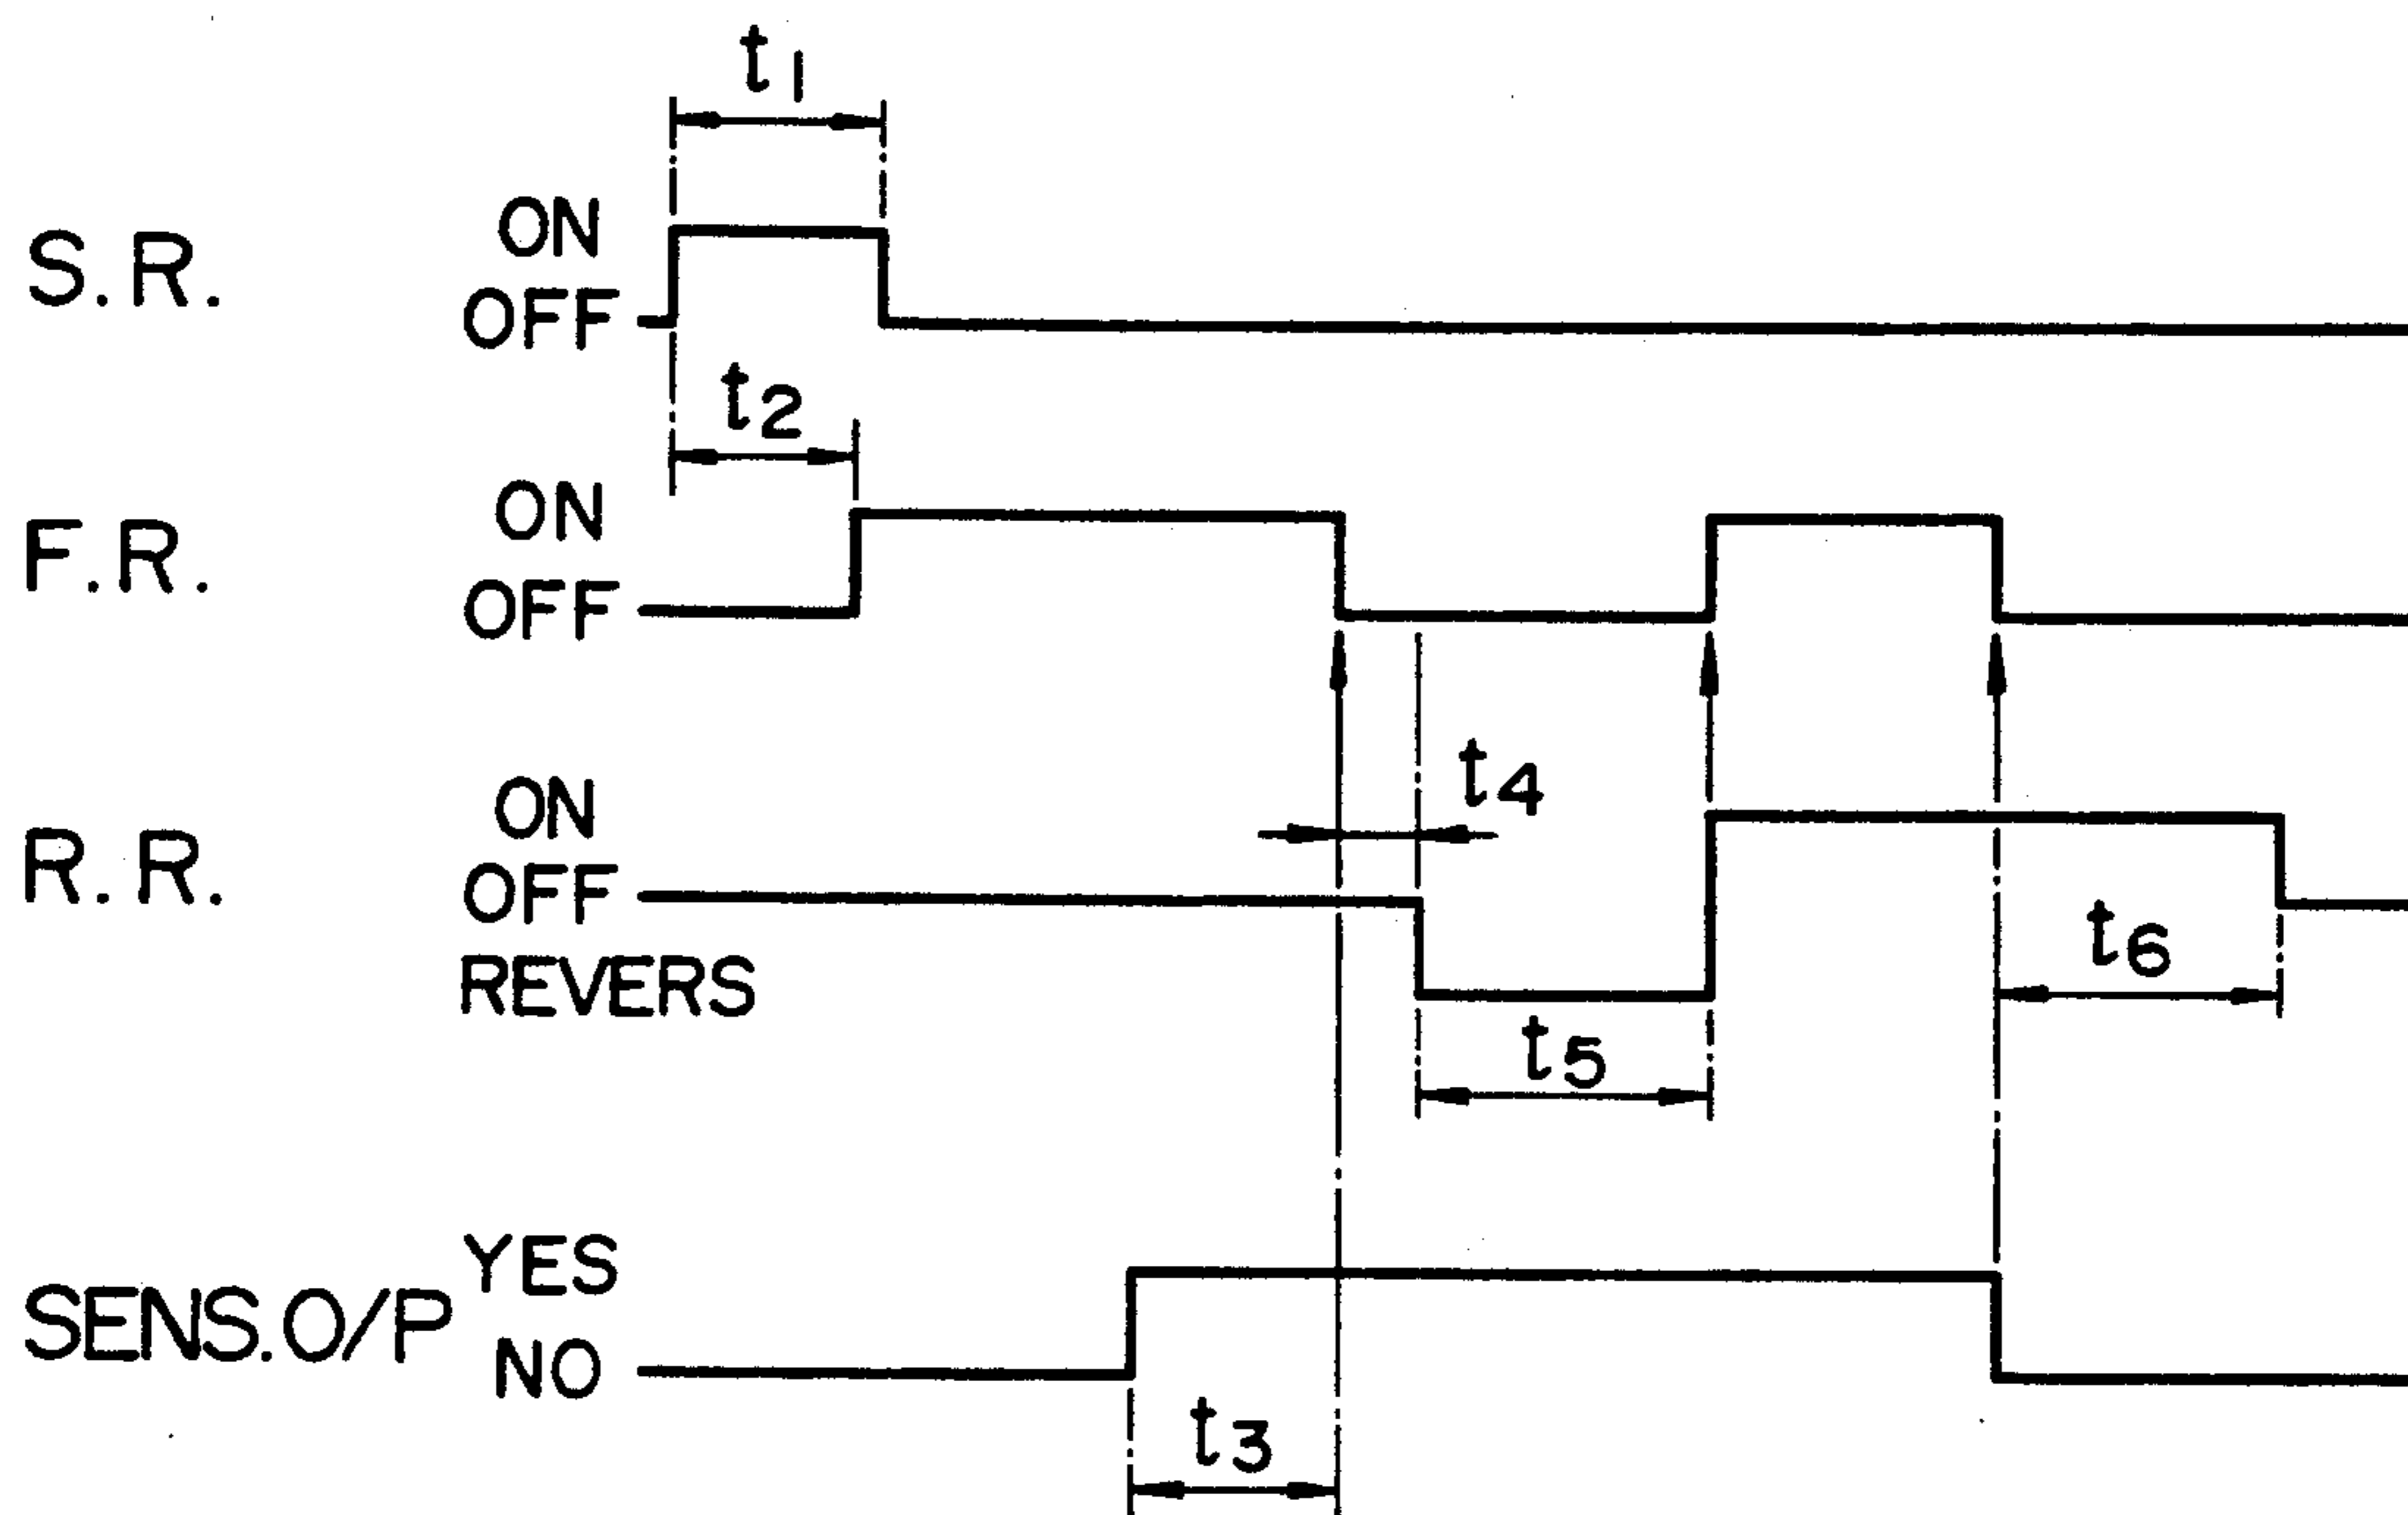 t1
S.R.
ON
OFF
t2
F.R.
ON
OFF
t4
R.R.
ON
OFF
REVERS
t6
t5
SENS.O/P
YES
NO
t3